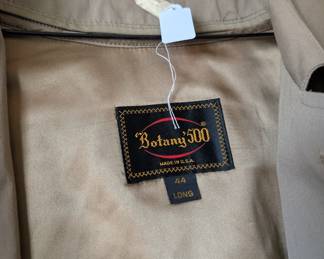 "Botany" 500®
MADE IN U.S.A.
44
LONG